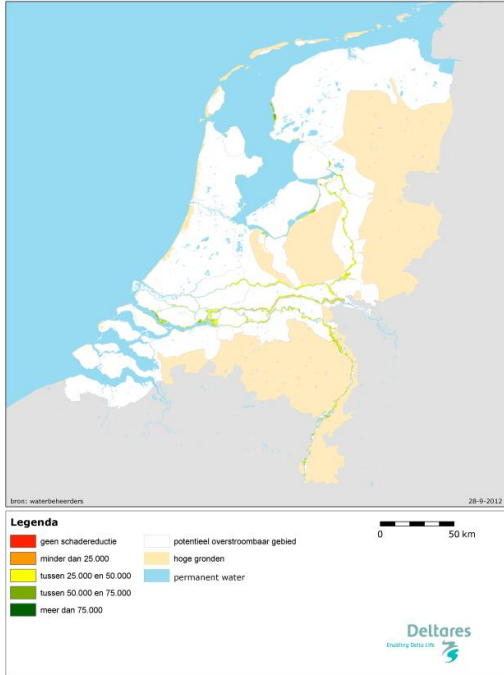 bron: waterbeheerders
28-9-2012
Legenda
geen schadereductie
minder dan 25.000
tussen 25.000 en 50.000
tussen 50.000 en 75.000
meer dan 75.000
potentieel overstroombaar gebied
hoge gronden
permanent water
0 50 km
Deltares
Enabling Delta Life